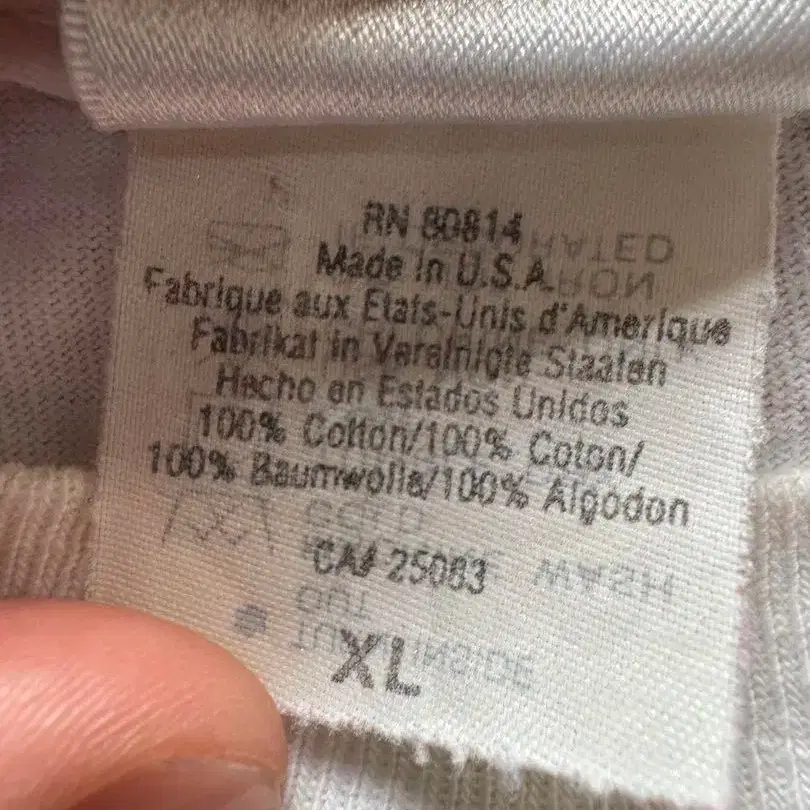 RN 80814
Made In U.S.A.
Fabrique aux Etats-Unis d'Amerique
Fabrikat in Vereinigte Staaten
Hecho en Estados Unidos
100% Cotton/100% Coton/
100% Baumwolle/100% Algodon
CA# 25083
XL